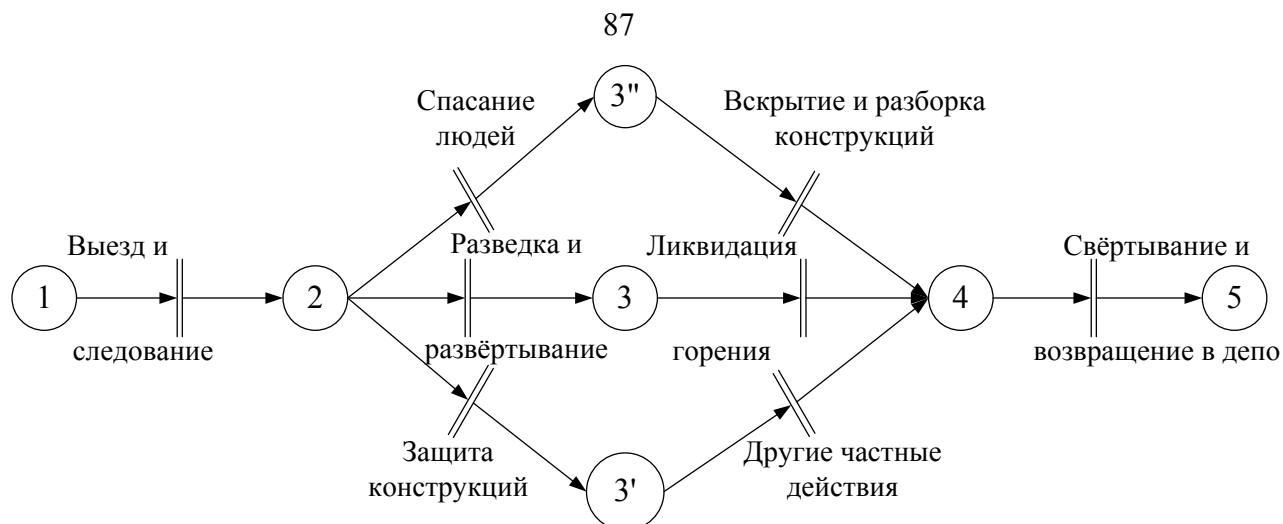 87
Спасание
людей
3"
Вскрытие и разборка
конструкций
Выезд и
следование
Разведка и
развёртывание
Ликвидация
горения
Свёртывание и
возвращение в депо
1
2
3
4
5
Защита
конструкций
3'
Другие частные
действия